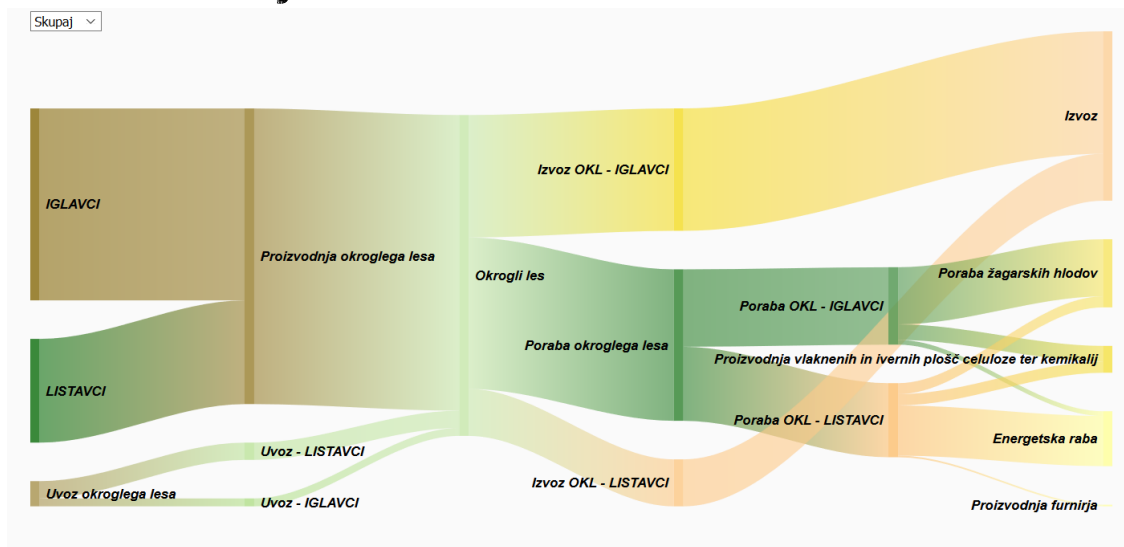 Skupaj
IGLAVCI
LISTAVCI
Uvoz okroglega lesa
Proizvodnja okroglega lesa
Uvoz - LISTAVCI
Uvoz - IGLAVCI
Okrogli les
Izvoz OKL - IGLAVCI
Poraba okroglega lesa
Izvoz OKL - LISTAVCI
Poraba OKL - IGLAVCI
Poraba OKL - LISTAVCI
Izvoz
Poraba žagarskih hlodov
Proizvodnja vlaknenih in ivernih plošč celuloze ter kemikalij
Energetska raba
Proizvodnja furnirja